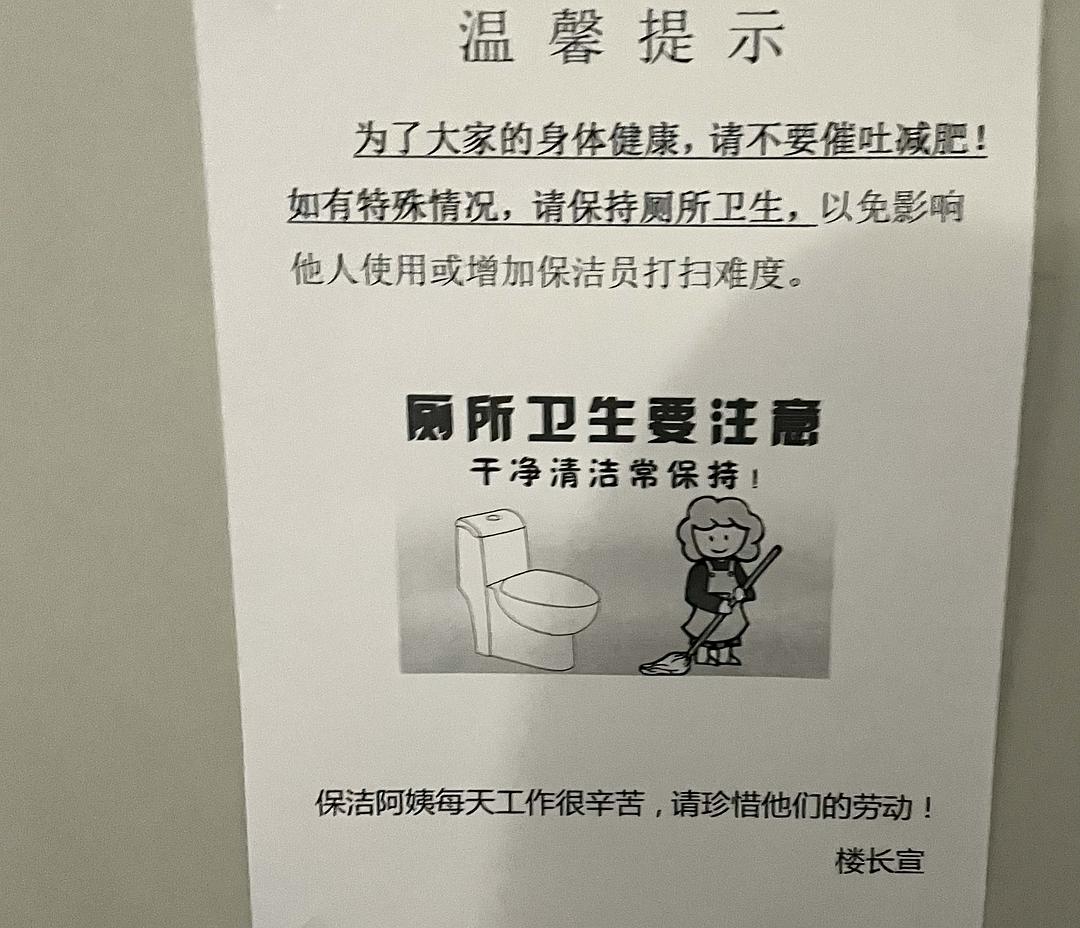 温馨提示
为了大家的身体健康，请不要催吐减肥！
如有特殊情况，请保持厕所卫生，以免影响
他人使用或增加保洁员打扫难度。
厕所卫生要注意
干净清洁常保持！
保洁阿姨每天工作很辛苦，请珍惜他们的劳动！
楼长宣